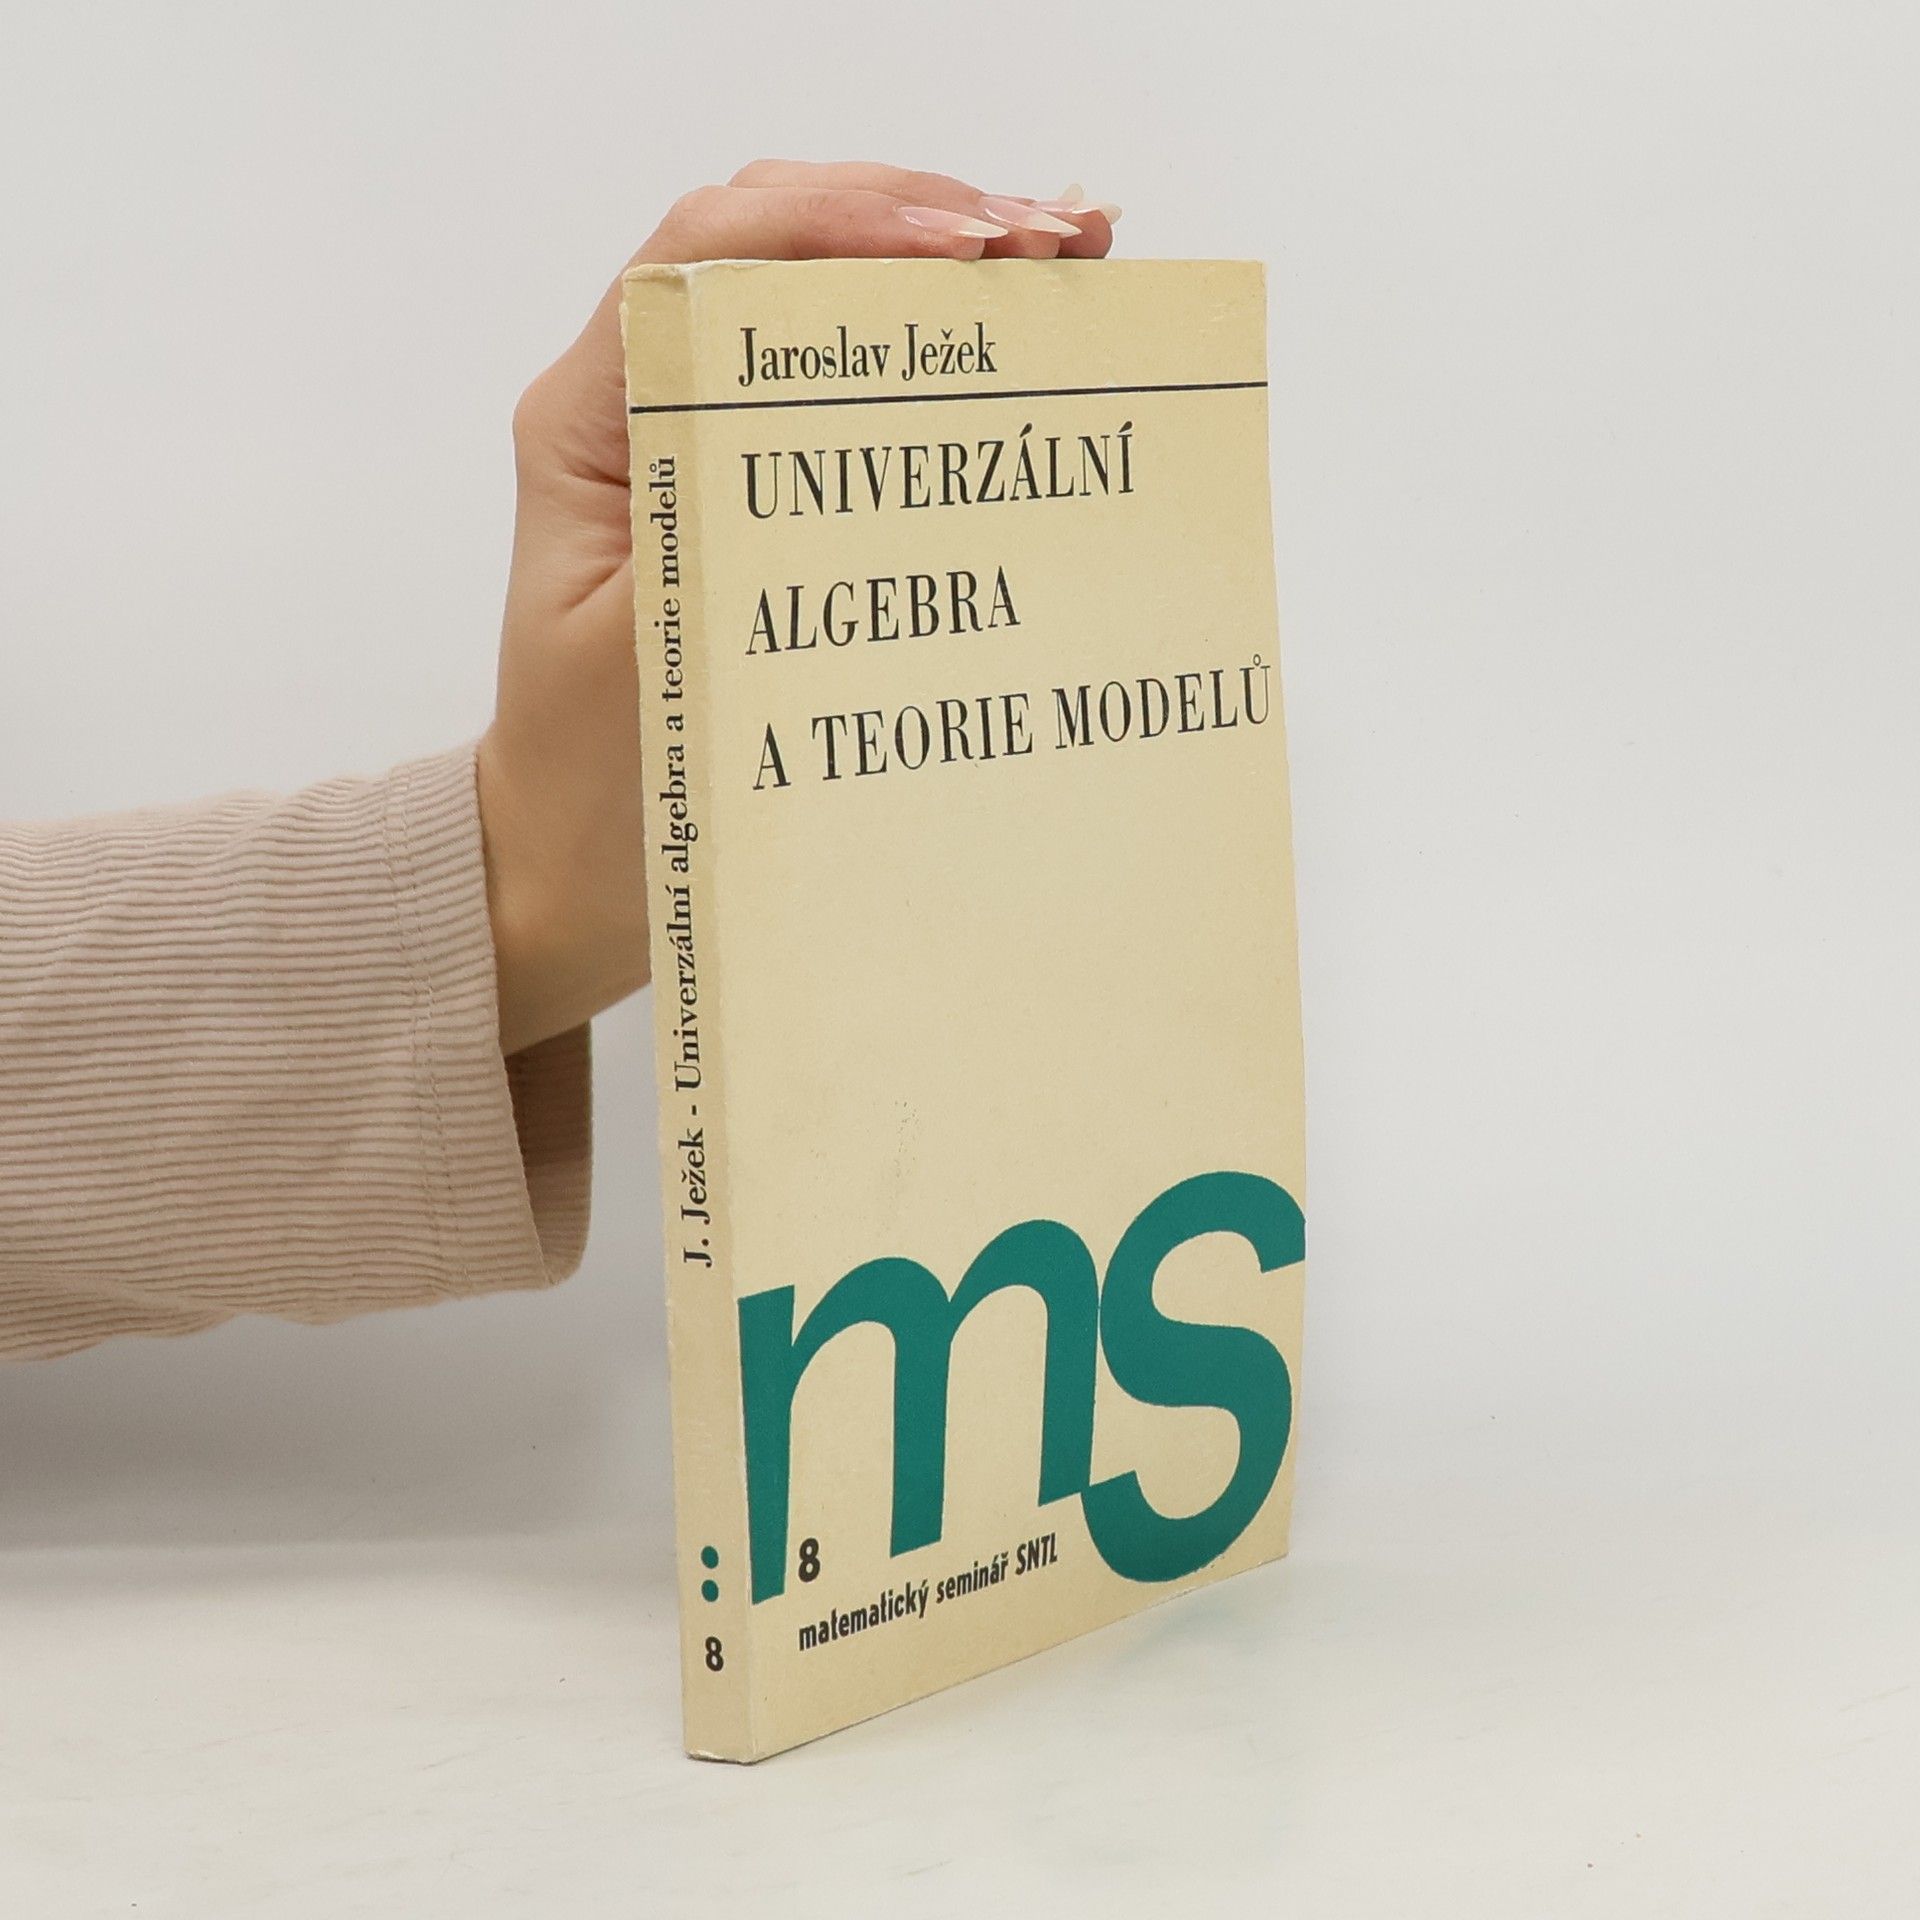 Jaroslav Ježek
UNIVERZÁLNÍ
ALGEBRA
A TEORIE MODELŮ
ms
8
matematický seminář SNTL
J. Ježek - Univerzální algebra a teorie modelů
8